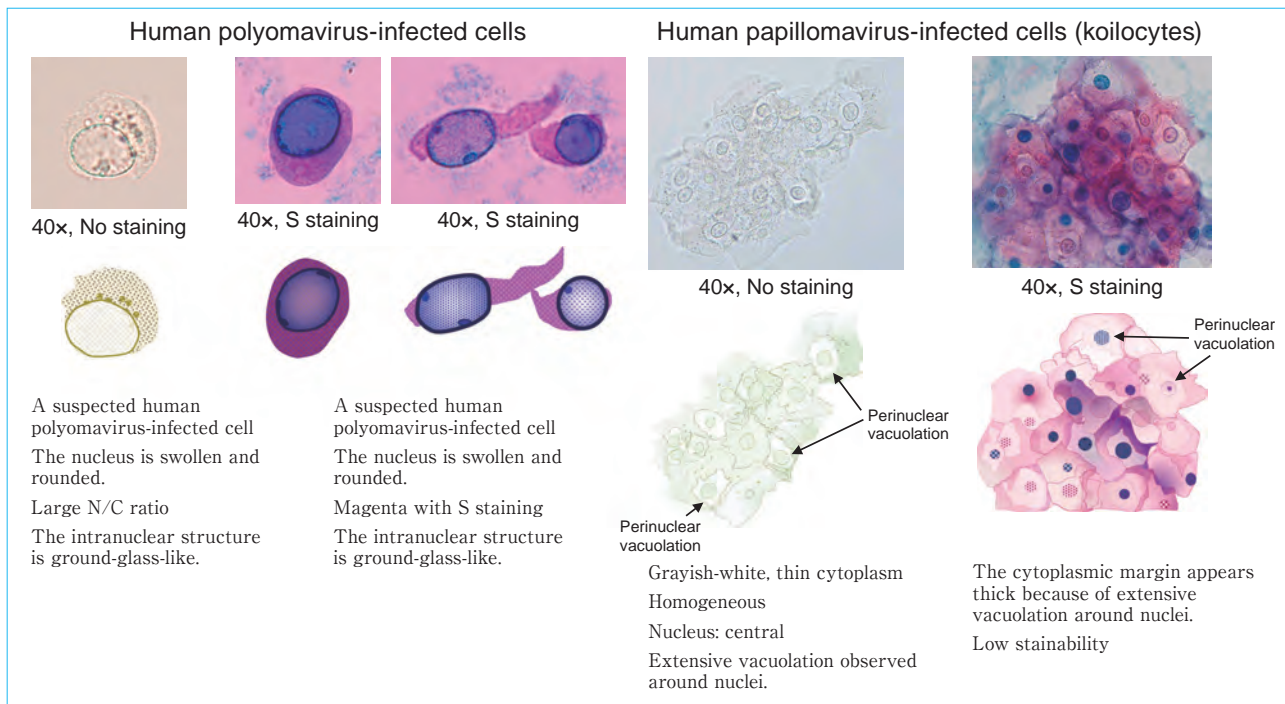 Human polyomavirus-infected cells
Human papillomavirus-infected cells (koilocytes)
40×, No staining
40×, S staining
40×, S staining
A suspected human
polyomavirus-infected cell
The nucleus is swollen and
rounded.
Large N/C ratio
The intranuclear structure
is ground-glass-like.
A suspected human
polyomavirus-infected cell
The nucleus is swollen and
rounded.
Magenta with S staining
The intranuclear structure
is ground-glass-like.
40×, No staining
Perinuclear
vacuolation
Perinuclear
vacuolation
Grayish-white, thin cytoplasm
Homogeneous
Nucleus: central
Extensive vacuolation observed
around nuclei.
40×, S staining
Perinuclear
vacuolation
The cytoplasmic margin appears
thick because of extensive
vacuolation around nuclei.
Low stainability